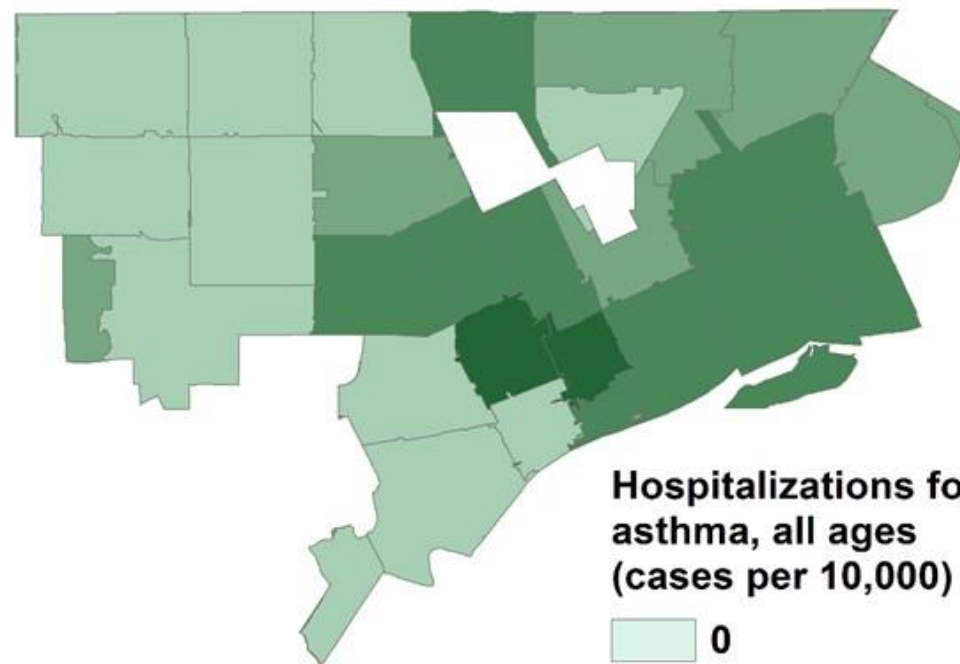 Hospitalizations fo
asthma, all ages
(cases per 10,000)
0